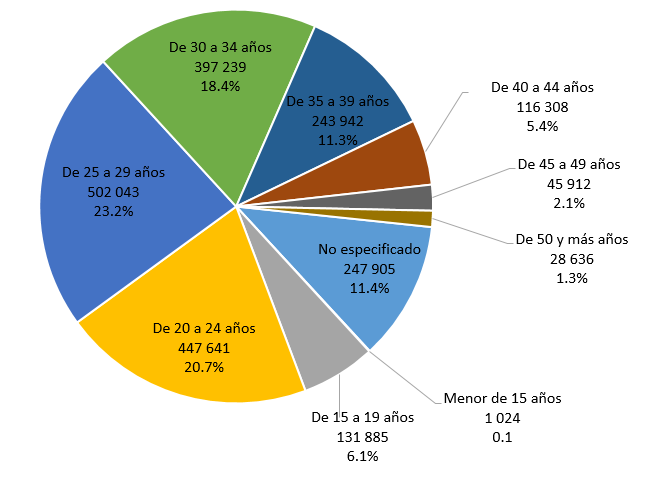 De 30 a 34 años
397 239
18.4%
De 35 a 39 años
243 942
11.3%
De 40 a 44 años
116 308
5.4%
De 45 a 49 años
45 912
2.1%
De 50 y más años
28 636
1.3%
No especificado
247 905
11.4%
Menor de 15 años
1 024
0.1
De 15 a 19 años
131 885
6.1%
De 20 a 24 años
447 641
20.7%
De 25 a 29 años
502 043
23.2%